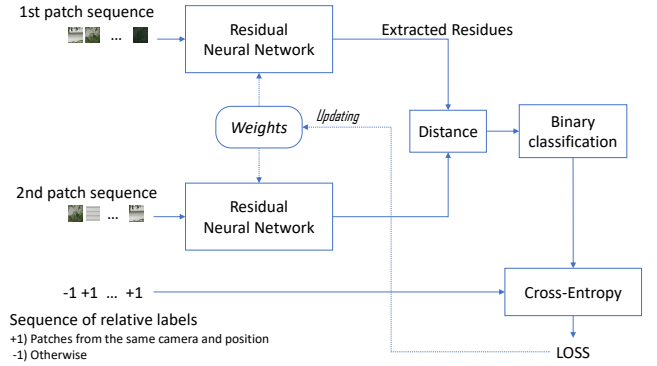 1st patch sequence
...
Residual
Neural Network
Extracted Residues
Weights
Updating
Distance
Binary
classification
2nd patch sequence
...
Residual
Neural Network
-1 +1 ... +1
Cross-Entropy
Sequence of relative labels
+1) Patches from the same camera and position
-1) Otherwise
LOSS